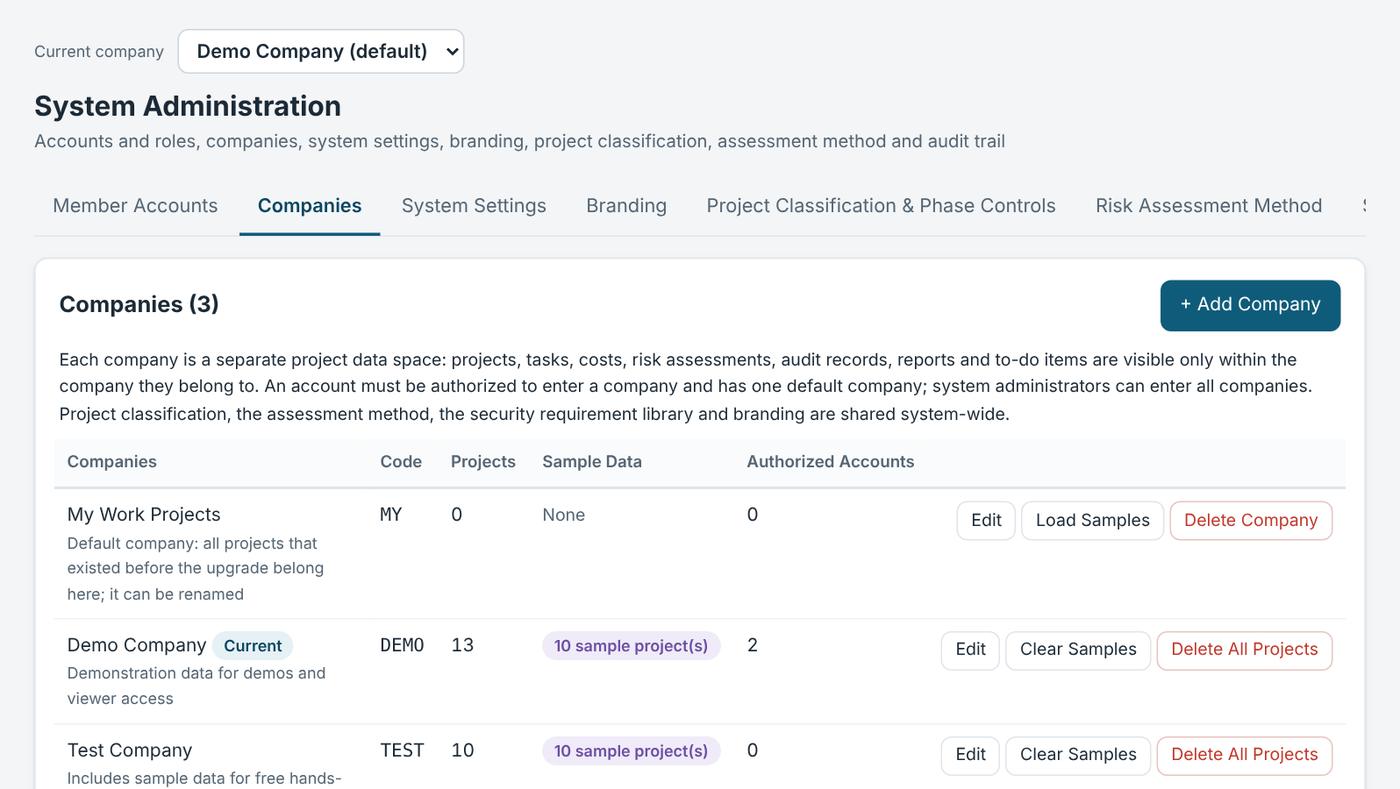 Current company
Demo Company (default)
System Administration
Accounts and roles, companies, system settings, branding, project classification, assessment method and audit trail
Member Accounts Companies System Settings Branding Project Classification & Phase Controls Risk Assessment Method
Companies (3)
+ Add Company
Each company is a separate project data space: projects, tasks, costs, risk assessments, audit records, reports and to-do items are visible only within the
company they belong to. An account must be authorized to enter a company and has one default company; system administrators can enter all companies.
Project classification, the assessment method, the security requirement library and branding are shared system-wide.
Companies Code Projects Sample Data Authorized Accounts
My Work Projects MY 0 None 0 Edit Load Samples Delete Company
Default company: all projects that
existed before the upgrade belong
here; it can be renamed
Demo Company Current DEMO 13 10 sample project(s) 2 Edit Clear Samples Delete All Projects
Demonstration data for demos and
viewer access
Test Company TEST 10 10 sample project(s) 0 Edit Clear Samples Delete All Projects
Includes sample data for free hands-